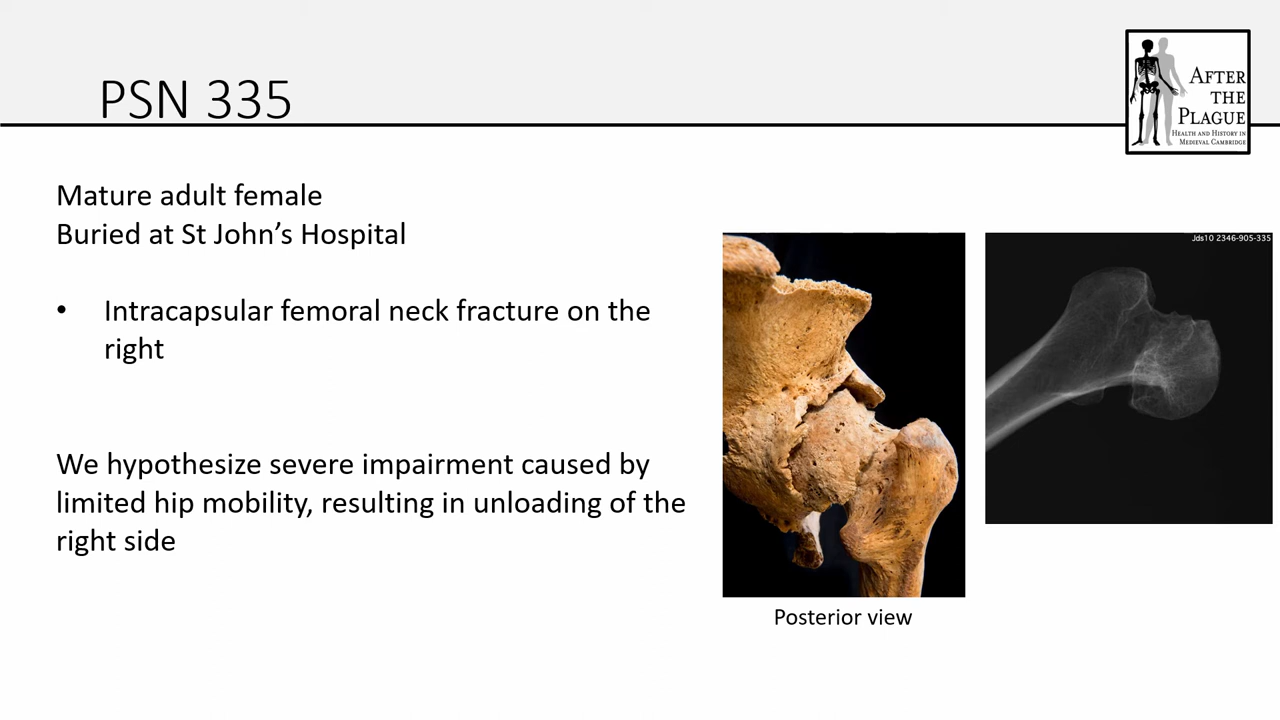 PSN 335
AFTER
THE
PLAGUE
HEALTH AND HISTORY IN
MEDIEVAL CAMBRIDGE
Mature adult female
Buried at St John’s Hospital
• Intracapsular femoral neck fracture on the
right
We hypothesize severe impairment caused by
limited hip mobility, resulting in unloading of the
right side
Jds10 2346-905-335
Posterior view